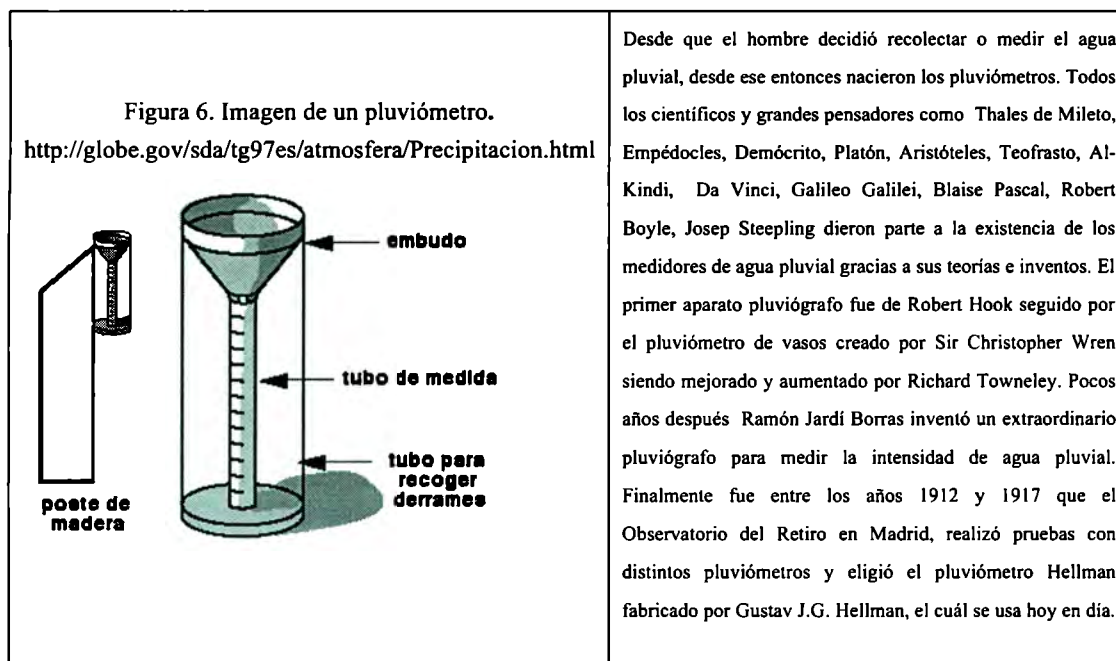 Figura 6. Imagen de un pluviómetro.
http://globe.gov/sda/tg97es/atmosfera/Precipitacion.html
embudo
tubo de medida
tubo para
recoger
derrames
poste de
madera
Desde que el hombre decidió recolectar o medir el agua
pluvial, desde ese entonces nacieron los pluviómetros. Todos
los científicos y grandes pensadores como Thales de Mileto,
Empédocles, Demócrito, Platón, Aristóteles, Teofrasto, Al-
Kindi, Da Vinci, Galileo Galilei, Blaise Pascal, Robert
Boyle, Josep Steepling dieron parte a la existencia de los
medidores de agua pluvial gracias a sus teorías e inventos. El
primer aparato pluviógrafo fue de Robert Hook seguido por
el pluviómetro de vasos creado por Sir Christopher Wren
siendo mejorado y aumentado por Richard Towneley. Pocos
años después Ramón Jardí Borras inventó un extraordinario
pluviógrafo para medir la intensidad de agua pluvial.
Finalmente fue entre los años 1912 y 1917 que el
Observatorio del Retiro en Madrid, realizó pruebas con
distintos pluviómetros y eligió el pluviómetro Hellman
fabricado por Gustav J.G. Hellman, el cuál se usa hoy en día.